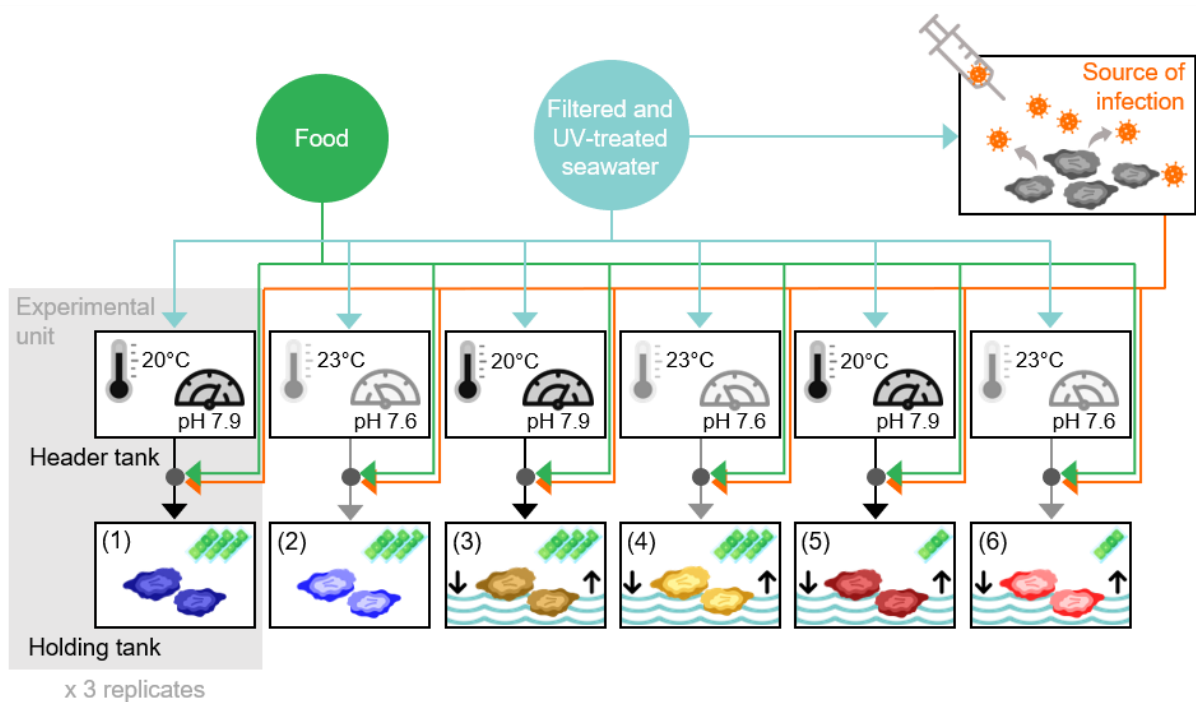 Source of
infection
Food
Filtered and
UV-treated
seawater
Experimental
unit
20°C
pH 7.9
23°C
pH 7.6
20°C
pH 7.9
23°C
pH 7.6
20°C
pH 7.9
23°C
pH 7.6
Header tank
(1)
(2)
(3)
(4)
(5)
(6)
Holding tank
x 3 replicates